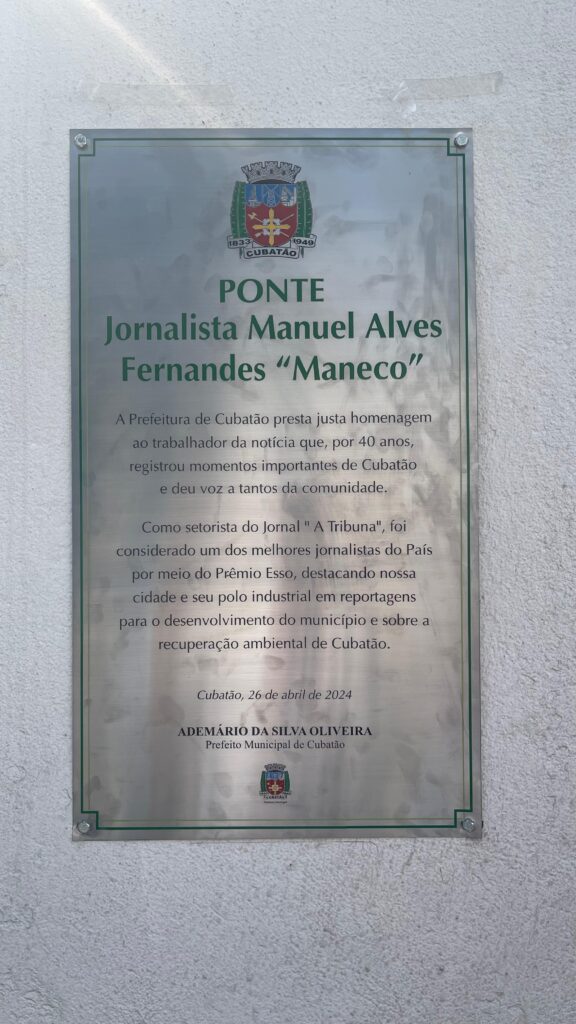 1833 1949
CUBATÃO
PONTE
Jornalista Manuel Alves
Fernandes “Maneco”
A Prefeitura de Cubatão presta justa homenagem
ao trabalhador da notícia que, por 40 anos,
registrou momentos importantes de Cubatão
e deu voz a tantos da comunidade.
Como setorista do Jornal " A Tribuna", foi
considerado um dos melhores jornalistas do País
por meio do Prêmio Esso, destacando nossa
cidade e seu polo industrial em reportagens
para o desenvolvimento do município e sobre a
recuperação ambiental de Cubatão.
Cubatão, 26 de abril de 2024
ADEMÁRIO DA SILVA OLIVEIRA
Prefeito Municipal de Cubatão